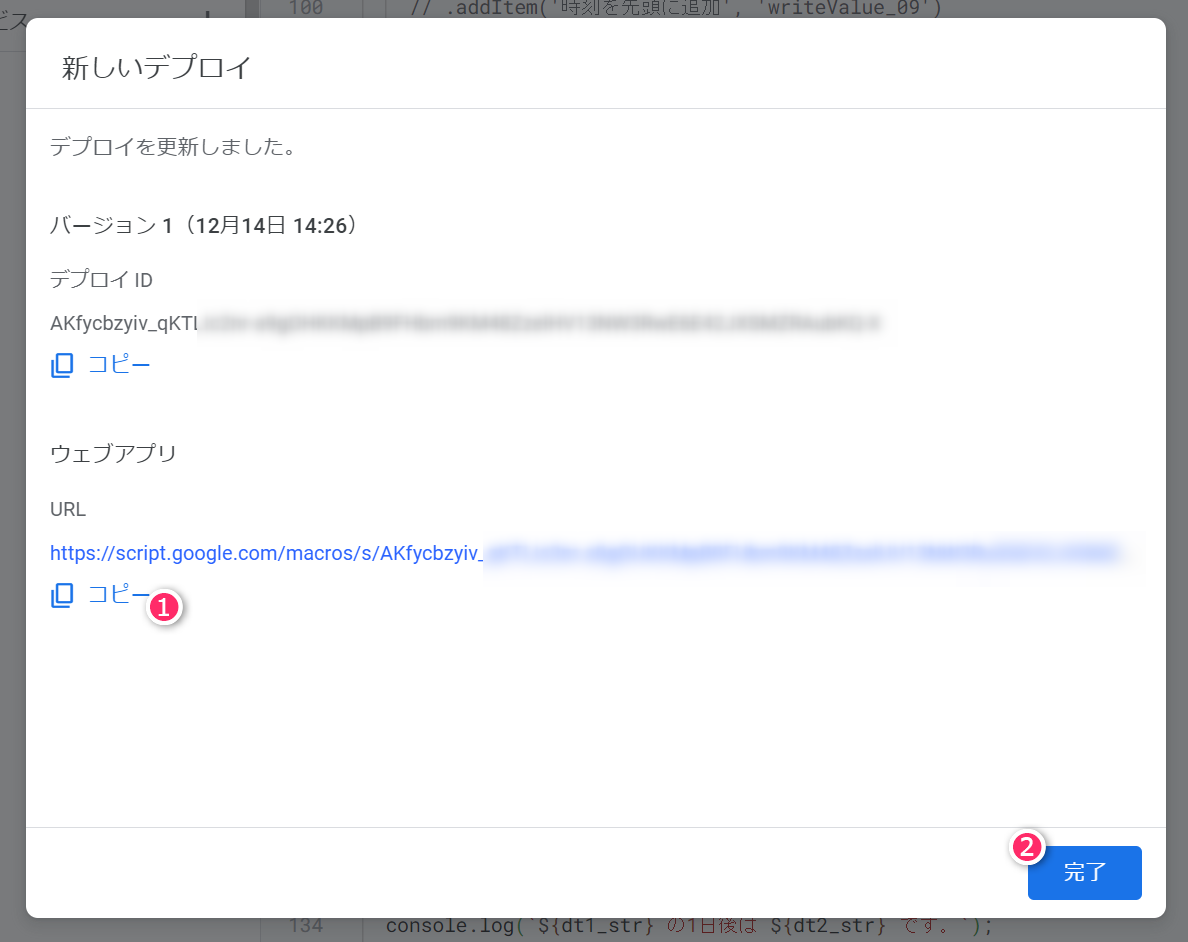 ビス
100 // .addItem('時刻を先頭に追加', 'writeValue_09')
新しいデプロイ
デプロイを更新しました。
バージョン 1（12月14日 14:26）
デプロイ ID
AKfycbzyiv_qKTL
コピー
ウェブアプリ
URL
https://script.google.com/macros/s/AKfycbzyiv_
コピー
1
2
完了
134 console.log(`${dt1_str} の1日後は ${dt2_str} です。`);